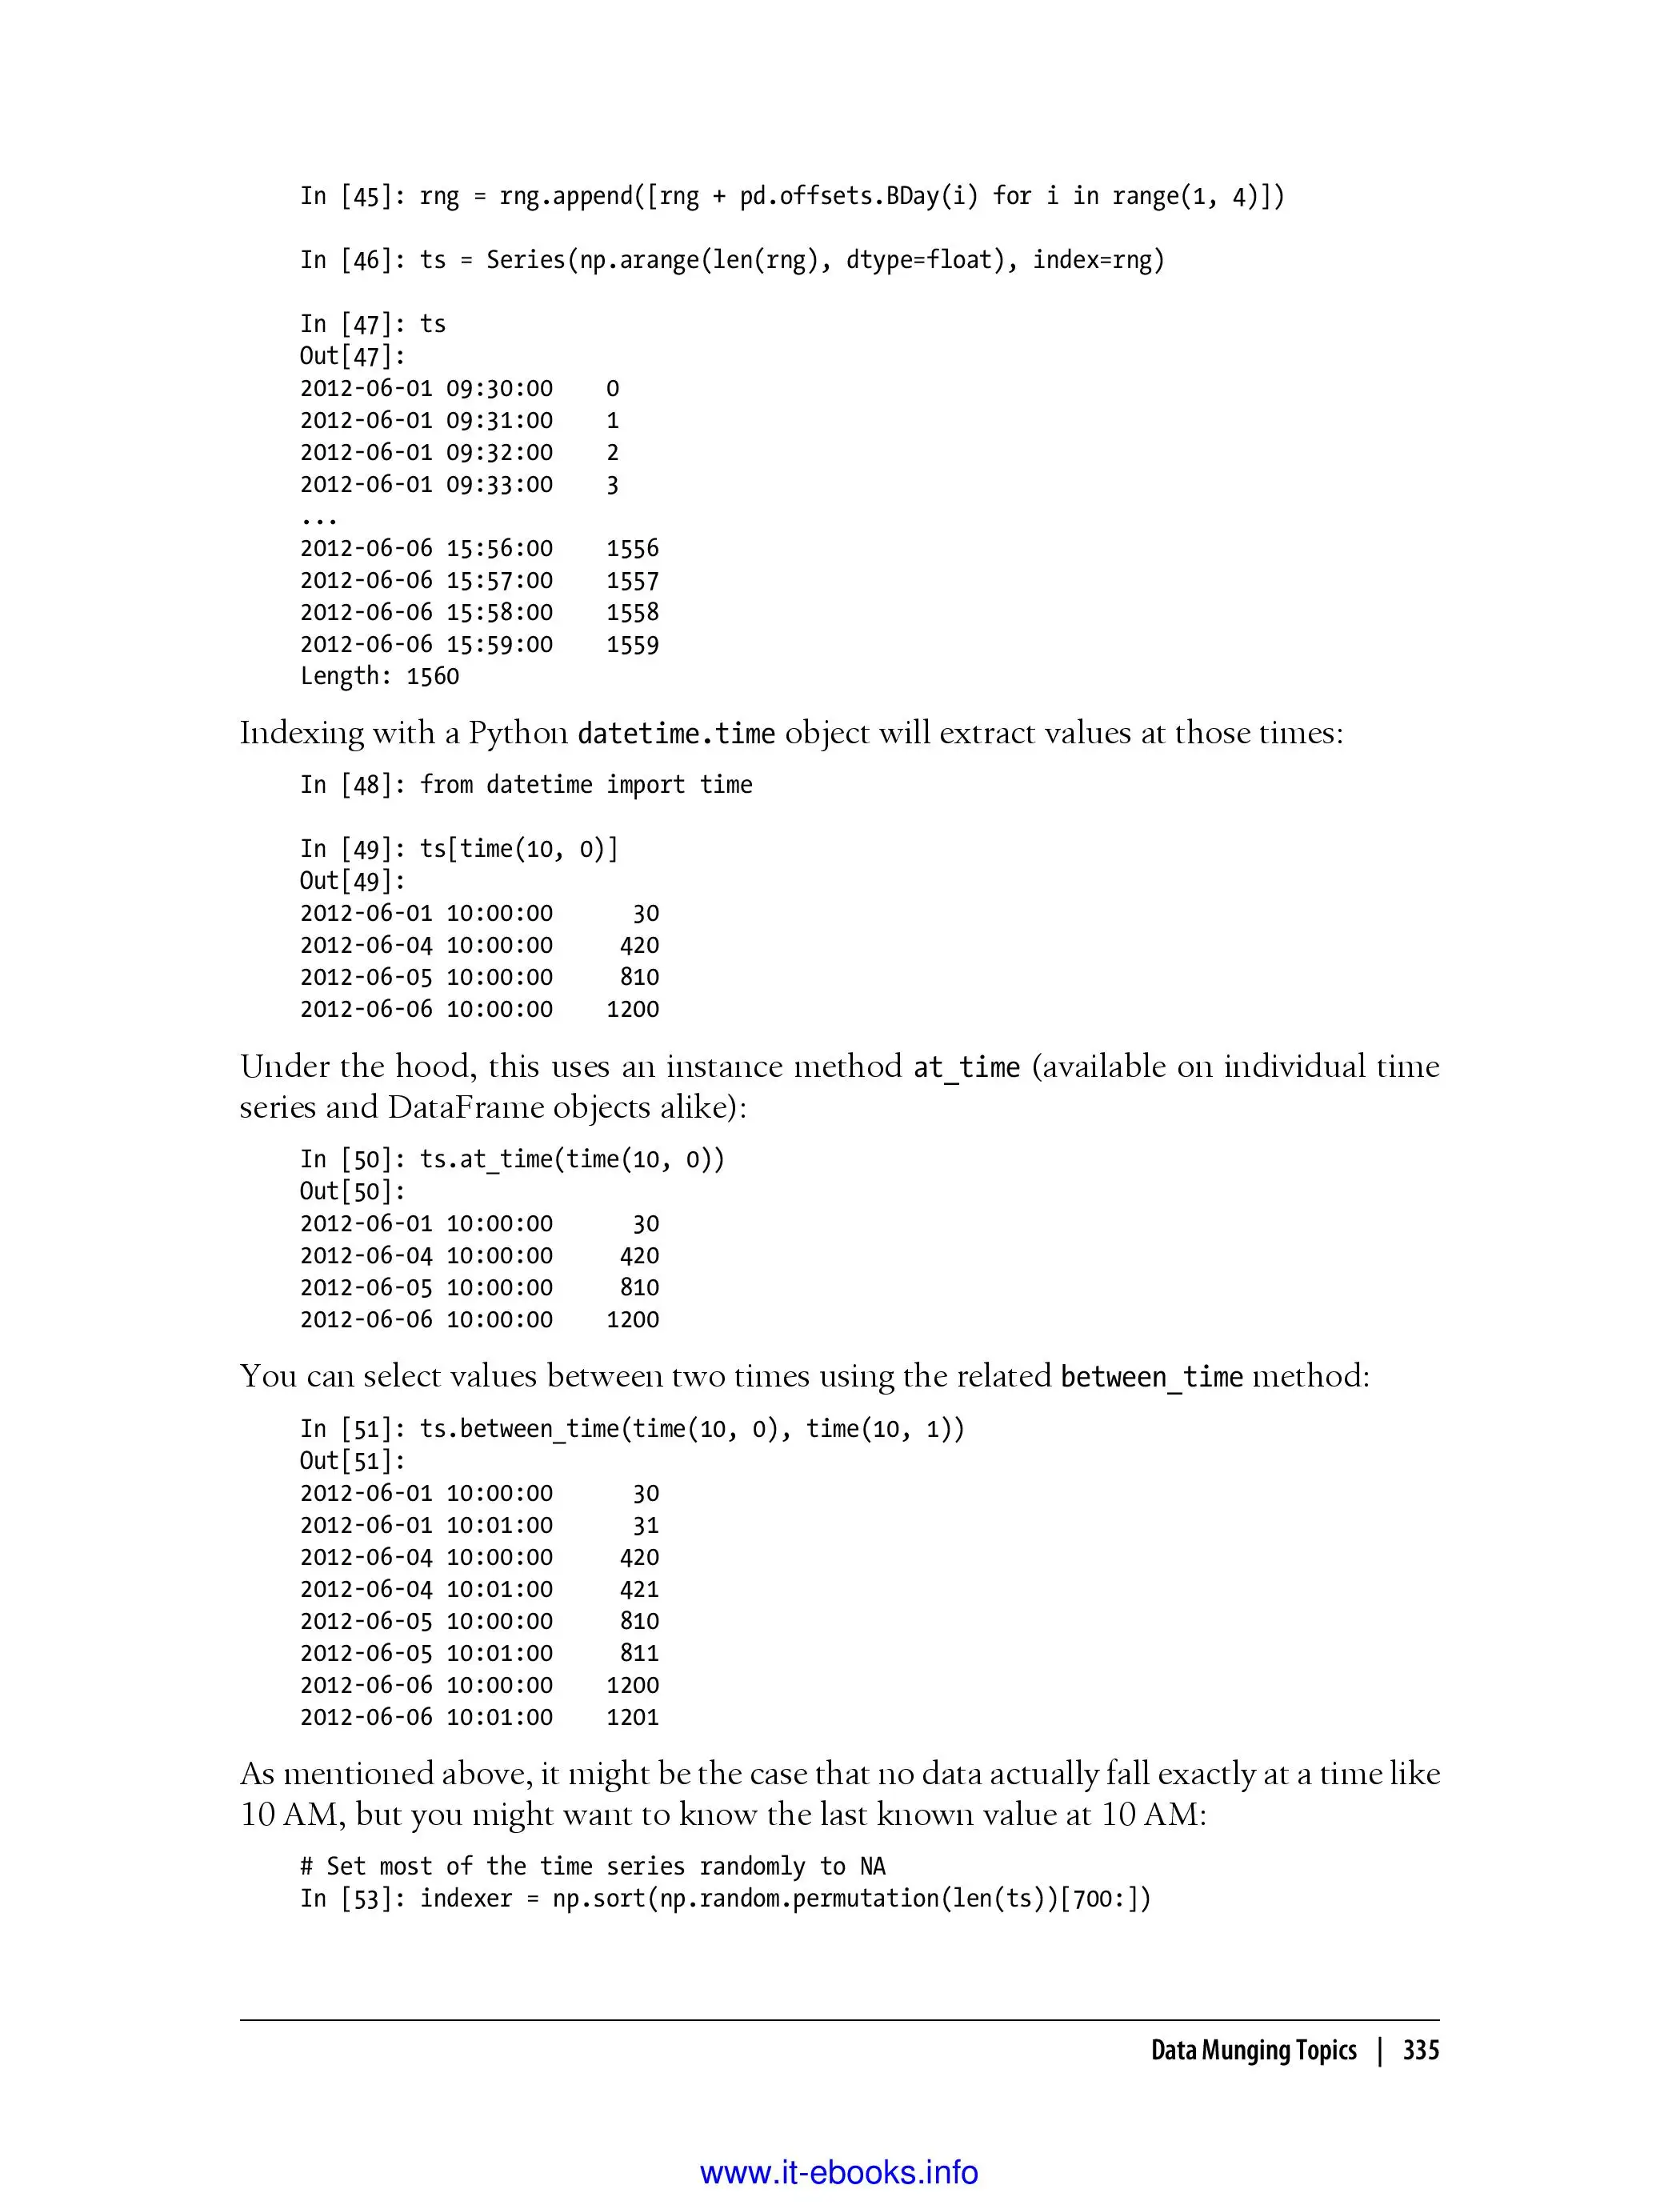 In [45]: rng = rng.append([rng + pd.offsets.BDay(i) for i in range(1, 4)])
In [46]: ts = Series(np.arange(len(rng), dtype=float), index=rng)
In [47]: ts
Out[47]:
2012-06-01 09:30:00    0
2012-06-01 09:31:00    1
2012-06-01 09:32:00    2
2012-06-01 09:33:00    3
...
2012-06-06 15:56:00    1556
2012-06-06 15:57:00    1557
2012-06-06 15:58:00    1558
2012-06-06 15:59:00    1559
Length: 1560
Indexing with a Python datetime.time object will extract values at those times:
In [48]: from datetime import time
In [49]: ts[time(10, 0)]
Out[49]:
2012-06-01 10:00:00      30
2012-06-04 10:00:00     420
2012-06-05 10:00:00     810
2012-06-06 10:00:00    1200
Under the hood, this uses an instance method at_time (available on individual time
series and DataFrame objects alike):
In [50]: ts.at_time(time(10, 0))
Out[50]:
2012-06-01 10:00:00      30
2012-06-04 10:00:00     420
2012-06-05 10:00:00     810
2012-06-06 10:00:00    1200
You can select values between two times using the related between_time method:
In [51]: ts.between_time(time(10, 0), time(10, 1))
Out[51]:
2012-06-01 10:00:00      30
2012-06-01 10:01:00      31
2012-06-04 10:00:00     420
2012-06-04 10:01:00     421
2012-06-05 10:00:00     810
2012-06-05 10:01:00     811
2012-06-06 10:00:00    1200
2012-06-06 10:01:00    1201
As mentioned above, it might be the case that no data actually fall exactly at a time like
10 AM, but you might want to know the last known value at 10 AM:
# Set most of the time series randomly to NA
In [53]: indexer = np.sort(np.random.permutation(len(ts))[700:])
Data Munging Topics | 335
www.it-ebooks.info